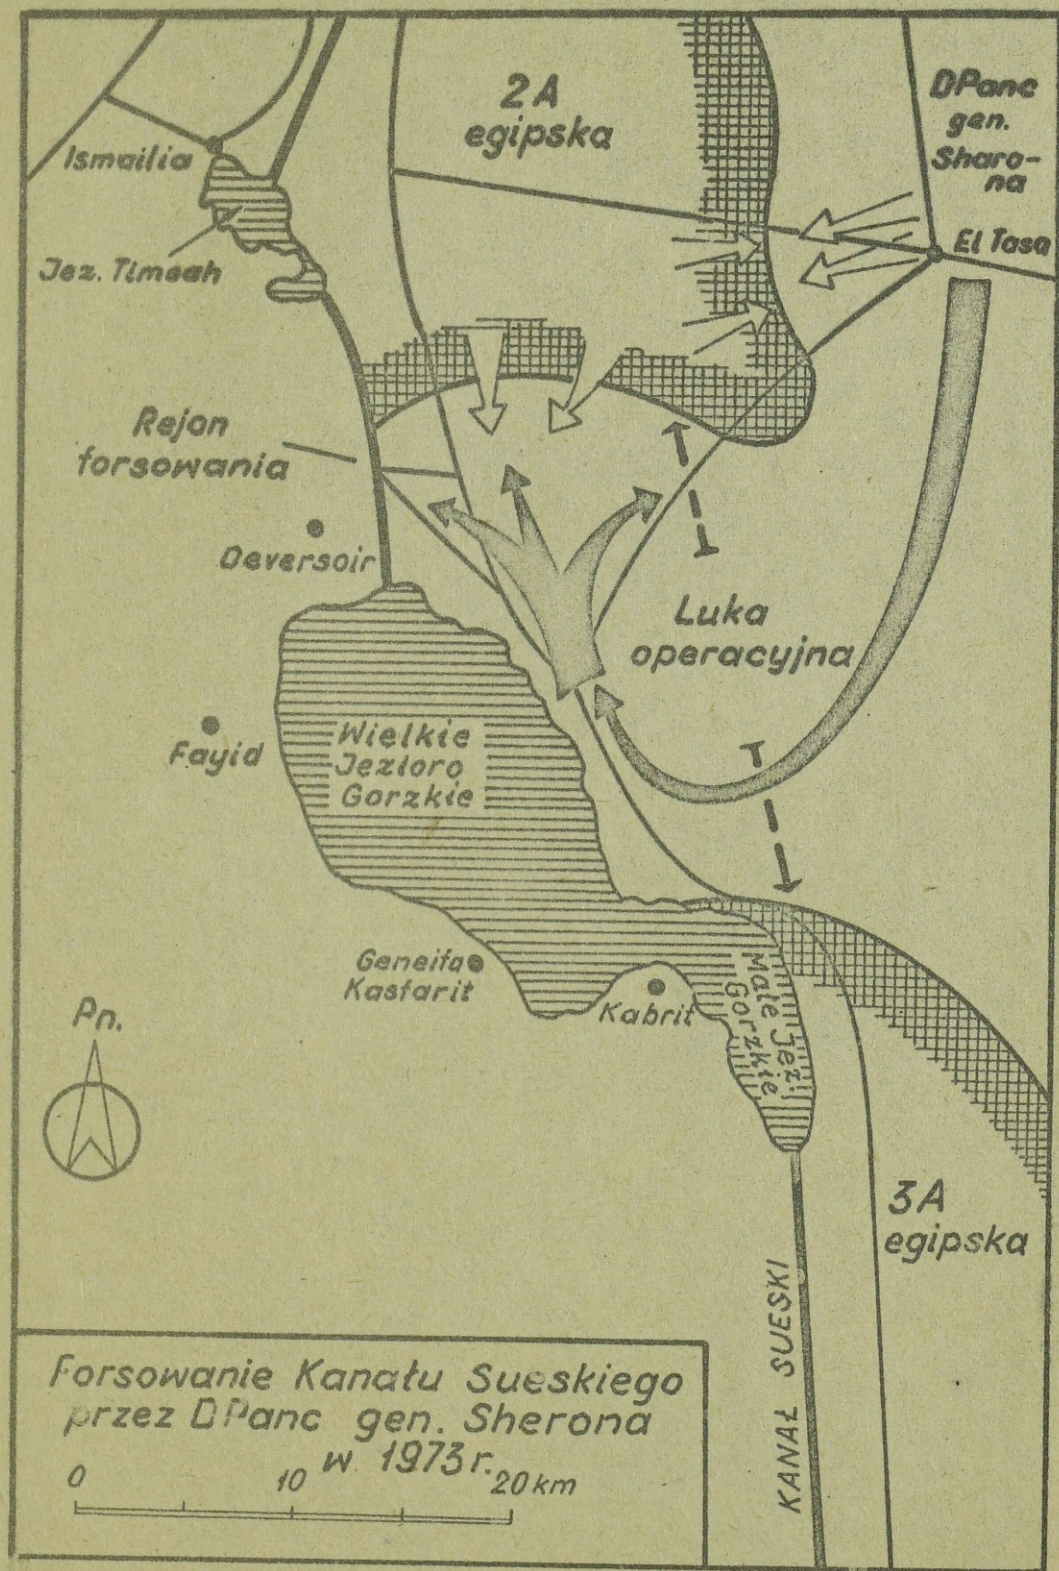 2A
egipska
DPanc
gen.
Sharo-
na
Ismailia
El Tasa
Jez. Timsah
Rejon
forsowania
Deversoir
Luka
operacyjna
Fayid
Wielkie
Jezioro
Gorzkie
Geneifa
Kasfarit
Kabrit
Małe Jez.
Gorzkie
Pn.
3A
egipska
KANAŁ SUESKI
Forsowanie Kanału Sueskiego
przez DPanc gen. Sherona
w 1973 r.
0 10 20 km